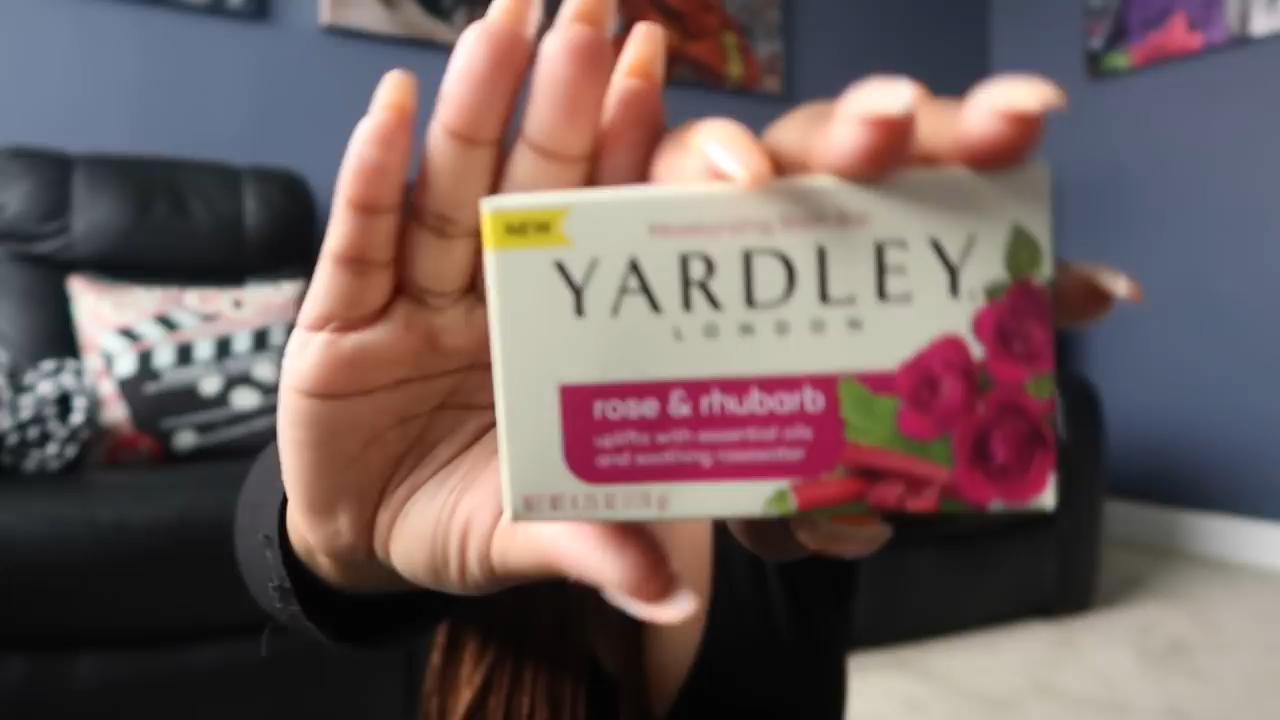 NEW
YARDLEY
LONDON
rose & rhubarb
uplifts with essential oils
and soothing rosewater